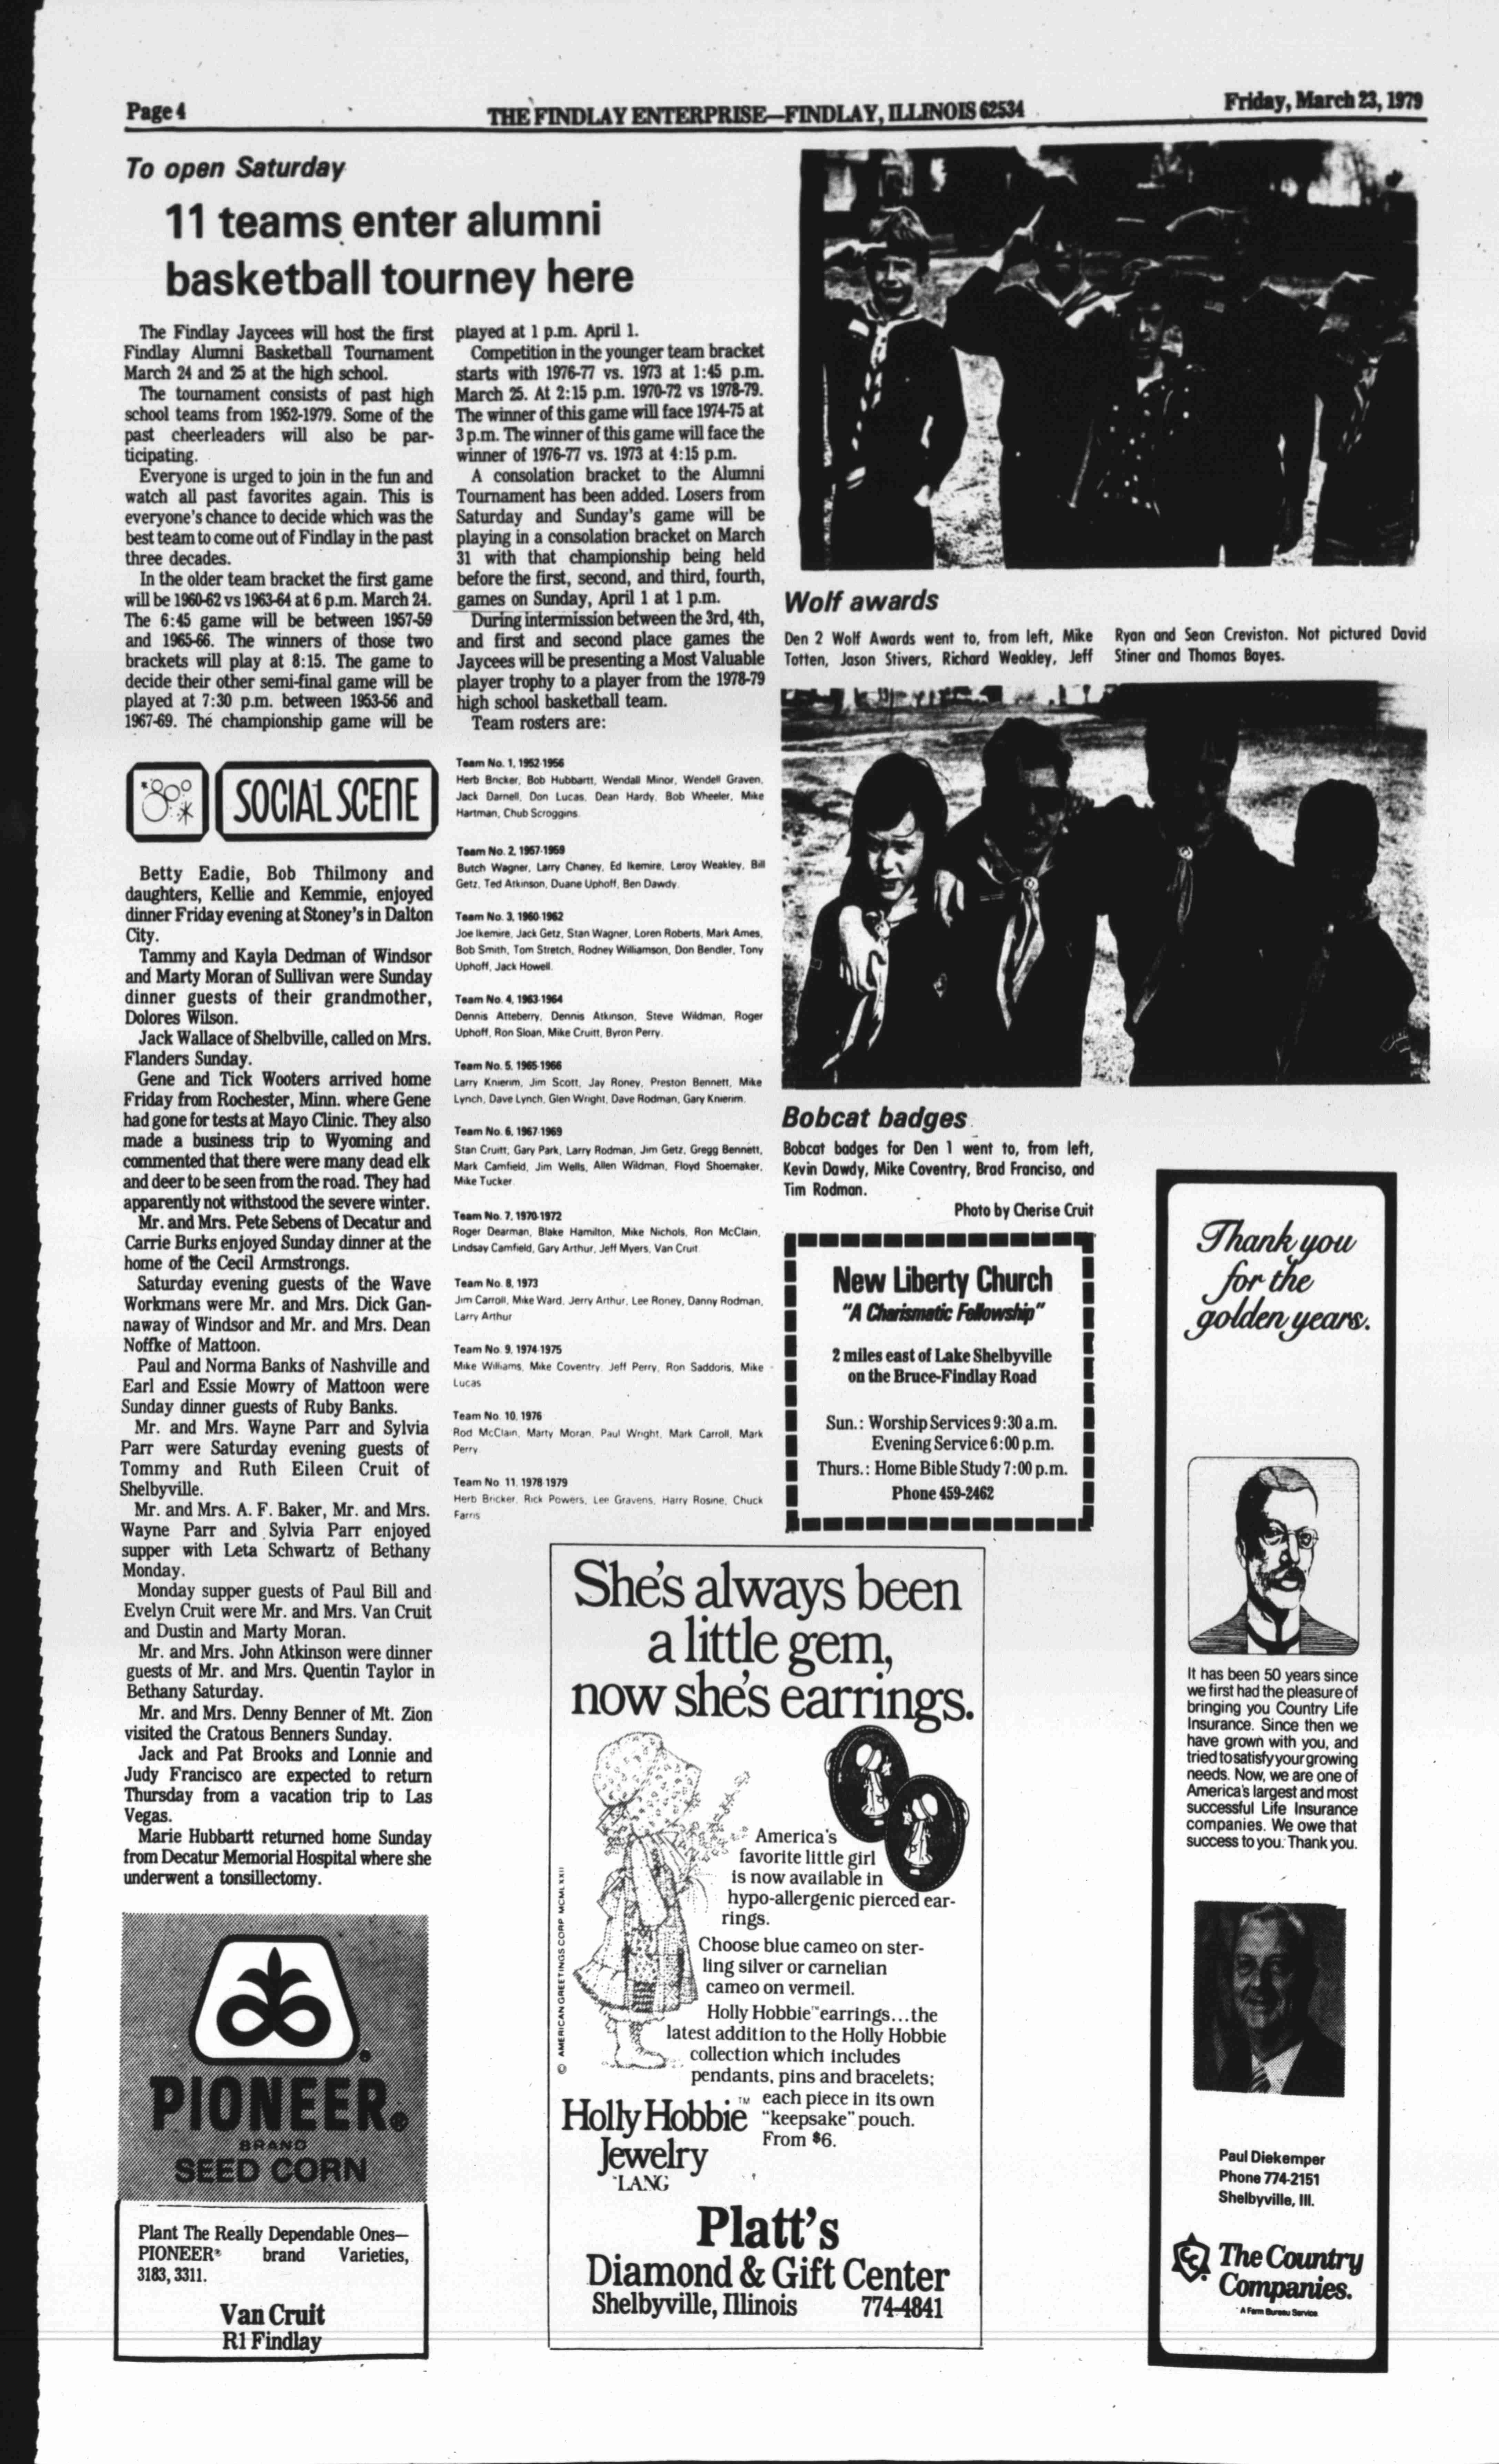 Page 4
THE FINDLAY ENTERPRISE—FINDLAY, ILLINOIS 62534
Friday, March 23, 1979
To open Saturday
11 teams enter alumni
basketball tourney here
The Findlay Jaycees will host the first
Findlay Alumni Basketball Tournament
March 24 and 25 at the high school.
The tournament consists of past high
school teams from 1952-1979. Some of the
past cheerleaders will also be par-
ticipating.
Everyone is urged to join in the fun and
watch all past favorites again. This is
everyone's chance to decide which was the
best team to come out of Findlay in the past
three decades.
In the older team bracket the first game
will be 1960-62 vs 1963-64 at 6 p.m. March 24.
The 6:45 game will be between 1957-59
and 1965-66. The winners of those two
brackets will play at 8:15. The game to
decide their other semi-final game will be
played at 7:30 p.m. between 1953-56 and
1967-69. The championship game will be
played at 1 p.m. April 1.
Competition in the younger team bracket
starts with 1976-77 vs. 1973 at 1:45 p.m.
March 25. At 2:15 p.m. 1970-72 vs 1978-79.
The winner of this game will face 1974-75 at
3 p.m. The winner of this game will face the
winner of 1976-77 vs. 1973 at 4:15 p.m.
A consolation bracket to the Alumni
Tournament has been added. Losers from
Saturday and Sunday's game will be
playing in a consolation bracket on March
31 with that championship being held
before the first, second, and third, fourth,
games on Sunday, April 1 at 1 p.m.
During intermission between the 3rd, 4th,
and first and second place games the
Jaycees will be presenting a Most Valuable
player trophy to a player from the 1978-79
high school basketball team.
Team rosters are:
Team No. 1, 1952-1956
Herb Bricker, Bob Hubbartt, Wendall Minor, Wendell Graven,
Jack Darnell, Don Lucas, Dean Hardy, Bob Wheeler, Mike
Hartman, Chub Scroggins.
Team No. 2, 1957-1959
Butch Wagner, Larry Chaney, Ed Ikemire, Leroy Weakley, Bill
Getz, Ted Atkinson, Duane Uphoff, Ben Dawdy.
Team No. 3, 1960-1962
Joe Ikemire, Jack Getz, Stan Wagner, Loren Roberts, Mark Ames,
Bob Smith, Tom Stretch, Rodney Williamson, Don Bendler, Tony
Uphoff, Jack Howell.
Team No. 4, 1963-1964
Dennis Atteberry, Dennis Atkinson, Steve Wildman, Roger
Uphoff, Ron Sloan, Mike Cruitt, Byron Perry.
Team No. 5, 1965-1966
Larry Knierim, Jim Scott, Jay Roney, Preston Bennett, Mike
Lynch, Dave Lynch, Glen Wright, Dave Rodman, Gary Knierim.
Team No. 6, 1967-1969
Stan Cruitt, Gary Park, Larry Rodman, Jim Getz, Gregg Bennett,
Mark Camfield, Jim Wells, Allen Wildman, Floyd Shoemaker,
Mike Tucker.
Team No. 7, 1970-1972
Roger Dearman, Blake Hamilton, Mike Nichols, Ron McClain,
Lindsay Camfield, Gary Arthur, Jeff Myers, Van Cruit.
Team No. 8, 1973
Jim Carroll, Mike Ward, Jerry Arthur, Lee Roney, Danny Rodman,
Larry Arthur
Team No. 9, 1974-1975
Mike Williams, Mike Coventry, Jeff Perry, Ron Saddoris, Mike
Lucas
Team No. 10, 1976
Rod McClain, Marty Moran, Paul Wright, Mark Carroll, Mark
Perry
Team No. 11, 1978-1979
Herb Bricker, Rick Powers, Lee Gravens, Harry Rosine, Chuck
Farris
SOCIAL SCENE
Betty Eadie, Bob Thilmony and
daughters, Kellie and Kemmie, enjoyed
dinner Friday evening at Stoney's in Dalton
City.
Tammy and Kayla Dedman of Windsor
and Marty Moran of Sullivan were Sunday
dinner guests of their grandmother,
Dolores Wilson.
Jack Wallace of Shelbville, called on Mrs.
Flanders Sunday.
Gene and Tick Wooters arrived home
Friday from Rochester, Minn. where Gene
had gone for tests at Mayo Clinic. They also
made a business trip to Wyoming and
commented that there were many dead elk
and deer to be seen from the road. They had
apparently not withstood the severe winter.
Mr. and Mrs. Pete Sebens of Decatur and
Carrie Burks enjoyed Sunday dinner at the
home of the Cecil Armstrongs.
Saturday evening guests of the Wave
Workmans were Mr. and Mrs. Dick Gan-
naway of Windsor and Mr. and Mrs. Dean
Noffke of Mattoon.
Paul and Norma Banks of Nashville and
Earl and Essie Mowry of Mattoon were
Sunday dinner guests of Ruby Banks.
Mr. and Mrs. Wayne Parr and Sylvia
Parr were Saturday evening guests of
Tommy and Ruth Eileen Cruit of
Shelbyville.
Mr. and Mrs. A. F. Baker, Mr. and Mrs.
Wayne Parr and Sylvia Parr enjoyed
supper with Leta Schwartz of Bethany
Monday.
Monday supper guests of Paul Bill and
Evelyn Cruit were Mr. and Mrs. Van Cruit
and Dustin and Marty Moran.
Mr. and Mrs. John Atkinson were dinner
guests of Mr. and Mrs. Quentin Taylor in
Bethany Saturday.
Mr. and Mrs. Denny Benner of Mt. Zion
visited the Cratous Benners Sunday.
Jack and Pat Brooks and Lonnie and
Judy Francisco are expected to return
Thursday from a vacation trip to Las
Vegas.
Marie Hubbartt returned home Sunday
from Decatur Memorial Hospital where she
underwent a tonsillectomy.
PIONEER®
BRAND
SEED CORN
Plant The Really Dependable Ones—
PIONEER® brand Varieties,
3183, 3311.
Van Cruit
R1 Findlay
Wolf awards
Den 2 Wolf Awards went to, from left, Mike
Totten, Jason Stivers, Richard Weakley, Jeff
Ryan and Sean Creviston. Not pictured David
Stiner and Thomas Bayes.
Bobcat badges
Bobcat badges for Den 1 went to, from left,
Kevin Dawdy, Mike Coventry, Brad Franciso, and
Tim Rodman.
Photo by Cherise Cruit
New Liberty Church
"A Charismatic Fellowship"
2 miles east of Lake Shelbyville
on the Bruce-Findlay Road
Sun.: Worship Services 9:30 a.m.
Evening Service 6:00 p.m.
Thurs.: Home Bible Study 7:00 p.m.
Phone 459-2462
She's always been
a little gem,
now she's earrings.
America's
favorite little girl
is now available in
hypo-allergenic pierced ear-
rings.
Choose blue cameo on ster-
ling silver or carnelian
cameo on vermeil.
Holly Hobbie™ earrings...the
latest addition to the Holly Hobbie
collection which includes
pendants, pins and bracelets;
each piece in its own
"keepsake" pouch.
From $6.
© AMERICAN GREETINGS CORP MCMLXXII
Holly Hobbie™
Jewelry
LANG
Platt's
Diamond & Gift Center
Shelbyville, Illinois 774-4841
Thank you
for the
golden years.
It has been 50 years since
we first had the pleasure of
bringing you Country Life
Insurance. Since then we
have grown with you, and
tried to satisfy your growing
needs. Now, we are one of
America's largest and most
successful Life Insurance
companies. We owe that
success to you. Thank you.
Paul Diekemper
Phone 774-2151
Shelbyville, Ill.
The Country
Companies.
A Farm Bureau Service